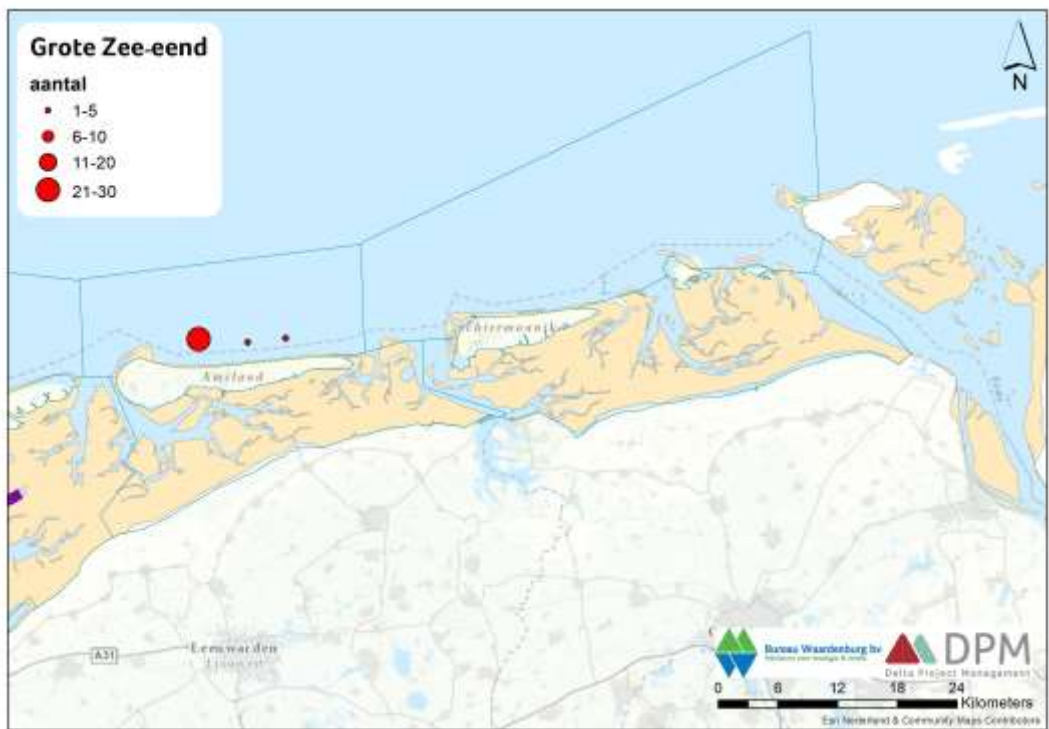 Grote Zee-eend
aantal
1-5
6-10
11-20
21-30
N
Ameland
Leeuwarden
A31
Bureau Waardenburg bv
DPM
Delta Project Management
0 6 12 18 24
Kilometers
Esri Nederland & Community Maps Contributors